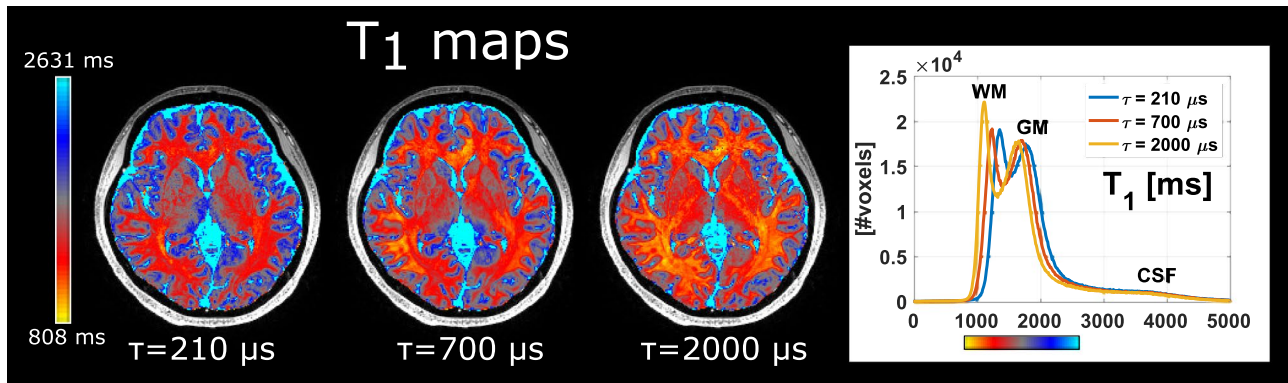 T₁ maps
2631 ms
808 ms
τ=210 μs
τ=700 μs
τ=2000 μs
×10⁴
2.5
2
1.5
1
0.5
0
[#voxels]
WM
GM
CSF
τ = 210 μs
τ = 700 μs
τ = 2000 μs
T₁ [ms]
0 1000 2000 3000 4000 5000